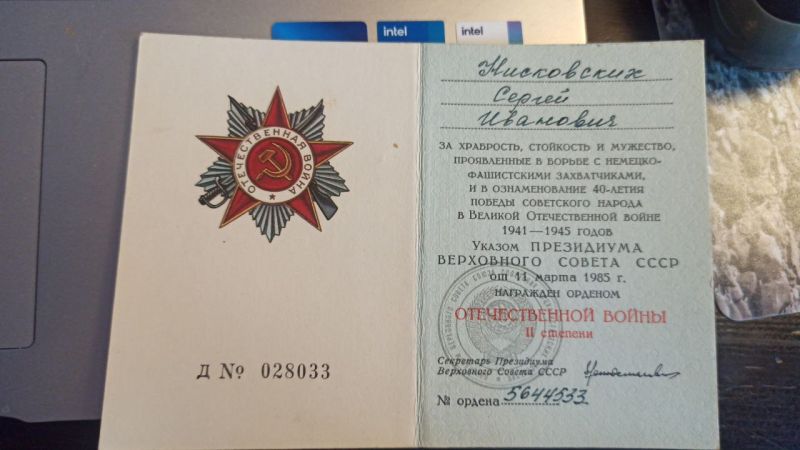 intel
intel
ОТЕЧЕСТВЕННАЯ ВОЙНА
Д № 028033
Нисковских
Сергей
Иванович
ЗА ХРАБРОСТЬ, СТОЙКОСТЬ И МУЖЕСТВО,
ПРОЯВЛЕННЫЕ В БОРЬБЕ С НЕМЕЦКО-
ФАШИСТСКИМИ ЗАХВАТЧИКАМИ,
И В ОЗНАМЕНОВАНИЕ 40-ЛЕТИЯ
ПОБЕДЫ СОВЕТСКОГО НАРОДА
В ВЕЛИКОЙ ОТЕЧЕСТВЕННОЙ ВОЙНЕ
1941—1945 ГОДОВ
УКАЗОМ ПРЕЗИДИУМА
ВЕРХОВНОГО СОВЕТА СССР
от 11 марта 1985 г.
НАГРАЖДЕН ОРДЕНОМ
ОТЕЧЕСТВЕННОЙ ВОЙНЫ
II степени
Секретарь Президиума
Верховного Совета СССР
№ ордена 5644533